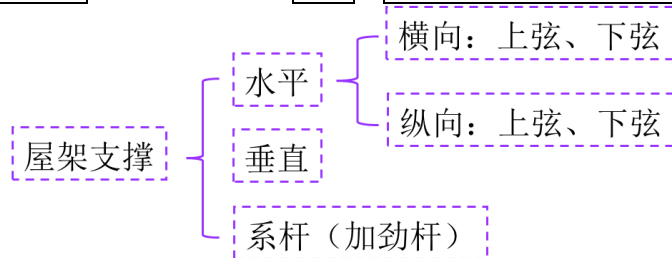 横向：上弦、下弦
水平
纵向：上弦、下弦
屋架支撑
垂直
系杆（加劲杆）